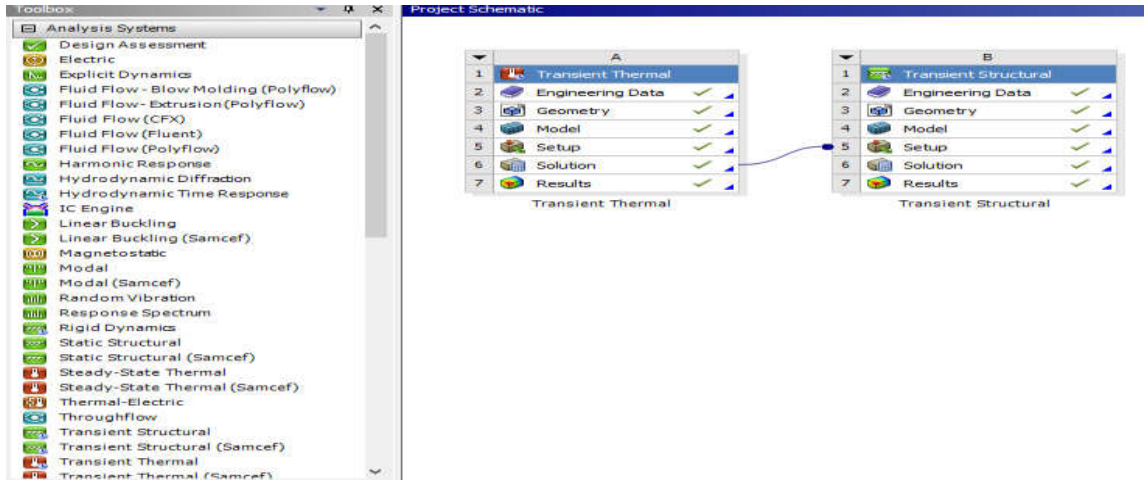 Toolbox
Analysis Systems
Design Assessment
Electric
Explicit Dynamics
Fluid Flow - Blow Molding (Polyflow)
Fluid Flow- Extrusion(Polyflow)
Fluid Flow (CFX)
Fluid Flow (Fluent)
Fluid Flow (Polyflow)
Harmonic Response
Hydrodynamic Diffraction
Hydrodynamic Time Response
IC Engine
Linear Buckling
Linear Buckling (Samcef)
Magnetostatic
Modal
Modal (Samcef)
Random Vibration
Response Spectrum
Rigid Dynamics
Static Structural
Static Structural (Samcef)
Steady-State Thermal
Steady-State Thermal (Samcef)
Thermal-Electric
Throughflow
Transient Structural
Transient Structural (Samcef)
Transient Thermal
Transient Thermal (Samcef)
Project Schematic
A
1 Transient Thermal
2 Engineering Data
3 Geometry
4 Model
5 Setup
6 Solution
7 Results
Transient Thermal
B
1 Transient Structural
2 Engineering Data
3 Geometry
4 Model
5 Setup
6 Solution
7 Results
Transient Structural